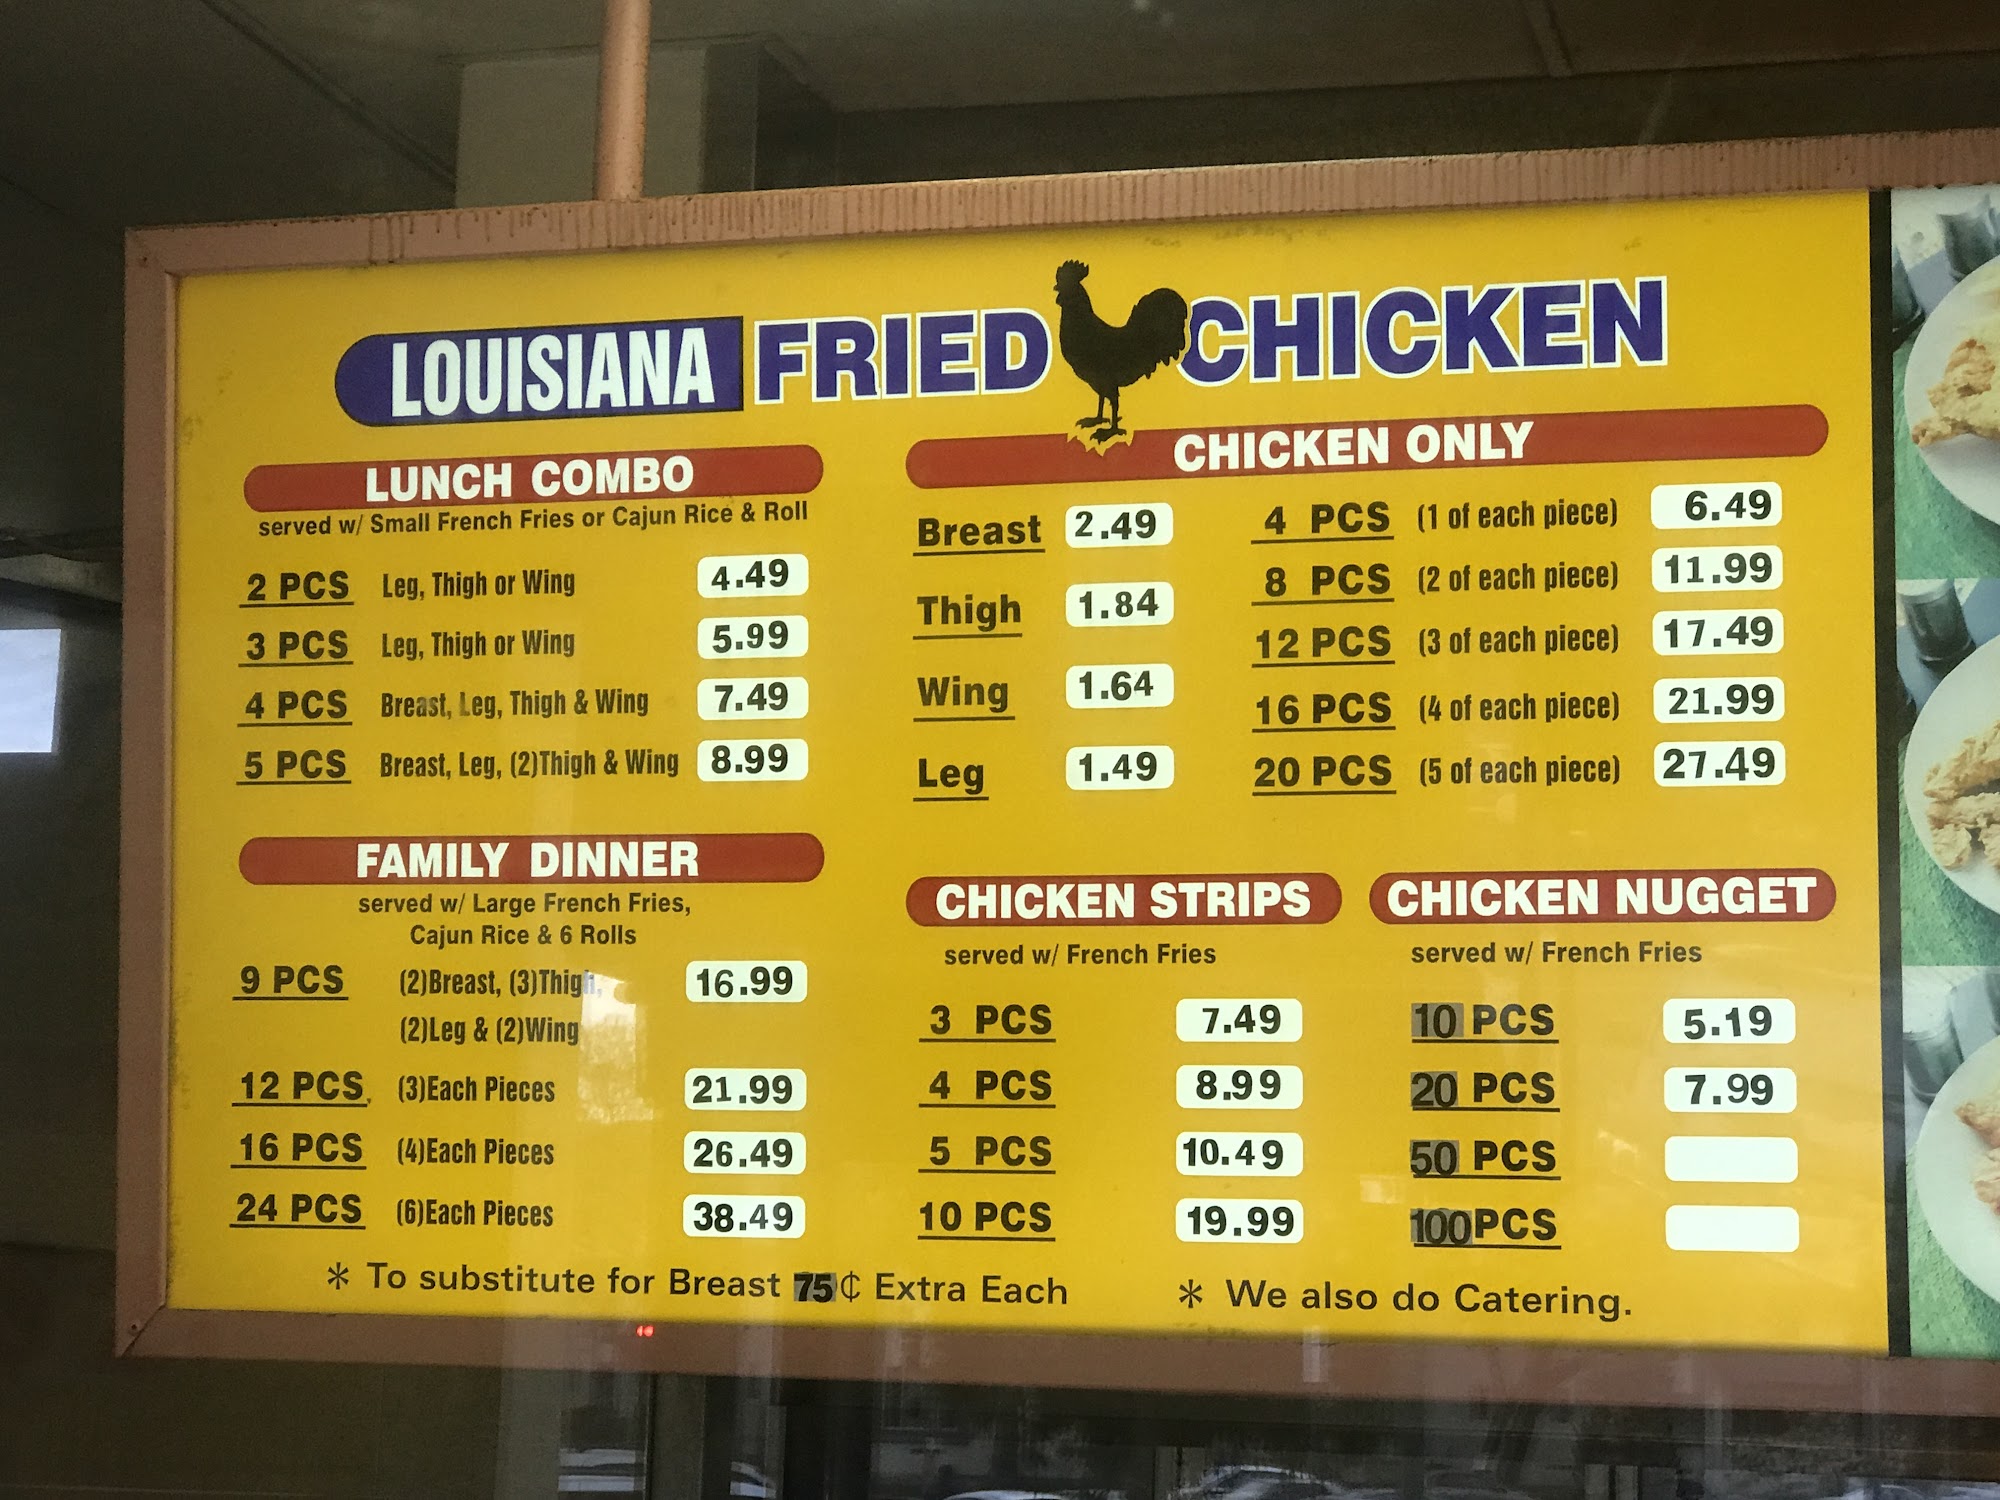 LOUISIANA FRIED CHICKEN
LUNCH COMBO
served w/ Small French Fries or Cajun Rice & Roll
2 PCS Leg, Thigh or Wing 4.49
3 PCS Leg, Thigh or Wing 5.99
4 PCS Breast, Leg, Thigh & Wing 7.49
5 PCS Breast, Leg, (2)Thigh & Wing 8.99
FAMILY DINNER
served w/ Large French Fries,
Cajun Rice & 6 Rolls
9 PCS (2)Breast, (3)Thigh, 16.99
(2)Leg & (2)Wing
12 PCS (3)Each Pieces 21.99
16 PCS (4)Each Pieces 26.49
24 PCS (6)Each Pieces 38.49
CHICKEN ONLY
Breast 2.49
Thigh 1.84
Wing 1.64
Leg 1.49
4 PCS (1 of each piece) 6.49
8 PCS (2 of each piece) 11.99
12 PCS (3 of each piece) 17.49
16 PCS (4 of each piece) 21.99
20 PCS (5 of each piece) 27.49
CHICKEN STRIPS
served w/ French Fries
3 PCS 7.49
4 PCS 8.99
5 PCS 10.49
10 PCS 19.99
CHICKEN NUGGET
served w/ French Fries
10 PCS 5.19
20 PCS 7.99
50 PCS
100 PCS
* To substitute for Breast 75¢ Extra Each
* We also do Catering.